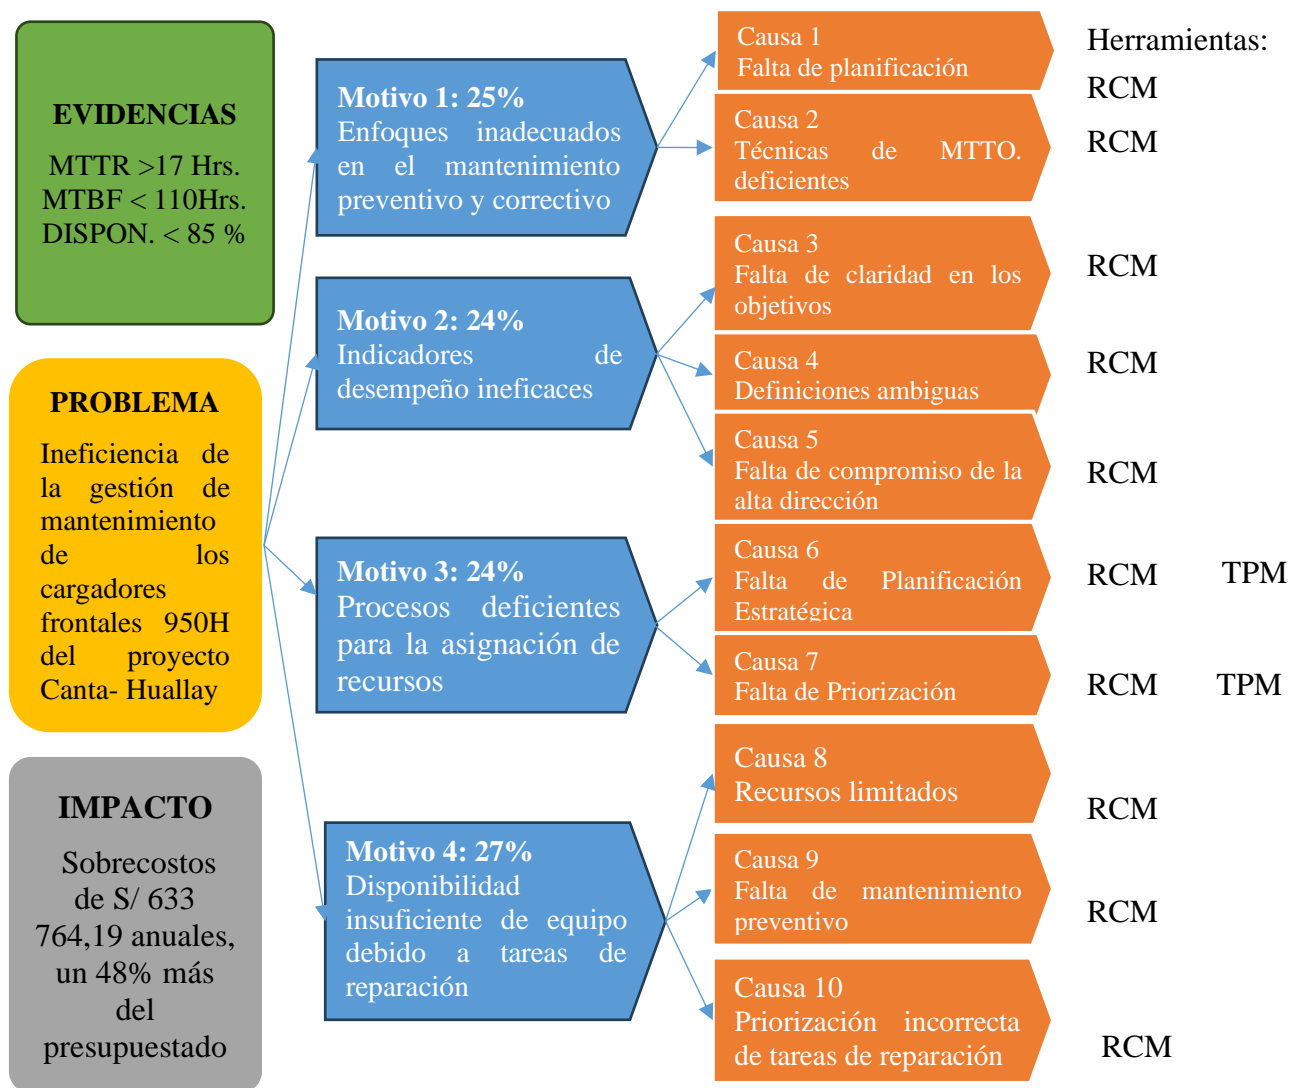 EVIDENCIAS
MTTR >17 Hrs.
MTBF < 110Hrs.
DISPON. < 85 %
PROBLEMA
Ineficiencia de
la gestión de
mantenimiento
de los
cargadores
frontales 950H
del proyecto
Canta- Huallay
IMPACTO
Sobrecostos
de S/ 633
764,19 anuales,
un 48% más
del
presupuestado
Motivo 1: 25%
Enfoques inadecuados
en el mantenimiento
preventivo y correctivo
Motivo 2: 24%
Indicadores de
desempeño ineficaces
Motivo 3: 24%
Procesos deficientes
para la asignación de
recursos
Motivo 4: 27%
Disponibilidad
insuficiente de equipo
debido a tareas de
reparación
Causa 1
Falta de planificación
Causa 2
Técnicas de MTTO.
deficientes
Causa 3
Falta de claridad en los
objetivos
Causa 4
Definiciones ambiguas
Causa 5
Falta de compromiso de la
alta dirección
Causa 6
Falta de Planificación
Estratégica
Causa 7
Falta de Priorización
Causa 8
Recursos limitados
Causa 9
Falta de mantenimiento
preventivo
Causa 10
Priorización incorrecta
de tareas de reparación
Herramientas:
RCM
RCM
RCM
RCM
RCM
RCM TPM
RCM TPM
RCM
RCM
RCM